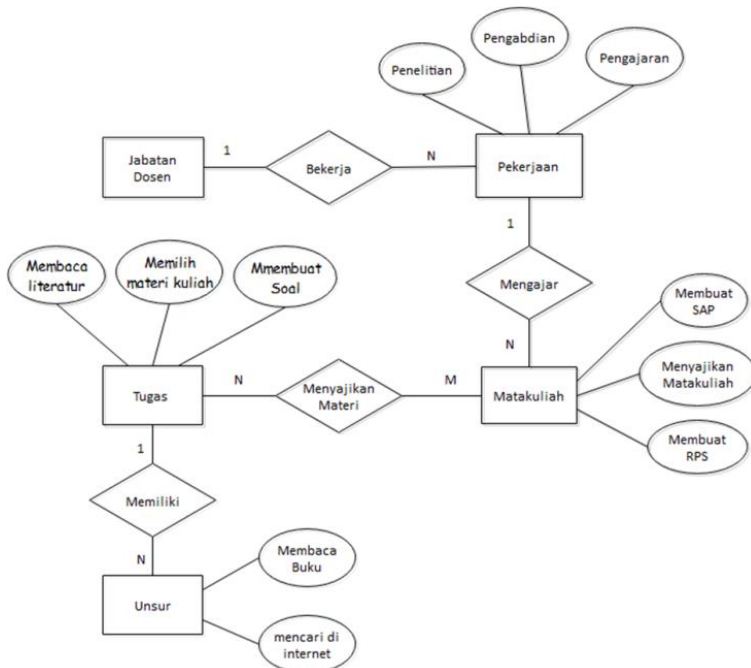 Pengabdian
Penelitian
Pengajaran
Jabatan
Dosen
1
Bekerja
N
Pekerjaan
1
Mengajar
N
Membaca
literatur
Memilih
materi kuliah
Mmembuat
Soal
Membuat
SAP
Tugas
N
Menyajikan
Materi
M
Matakuliah
Menyajikan
Matakuliah
Membuat
RPS
1
Memiliki
N
Unsur
Membaca
Buku
mencari di
internet